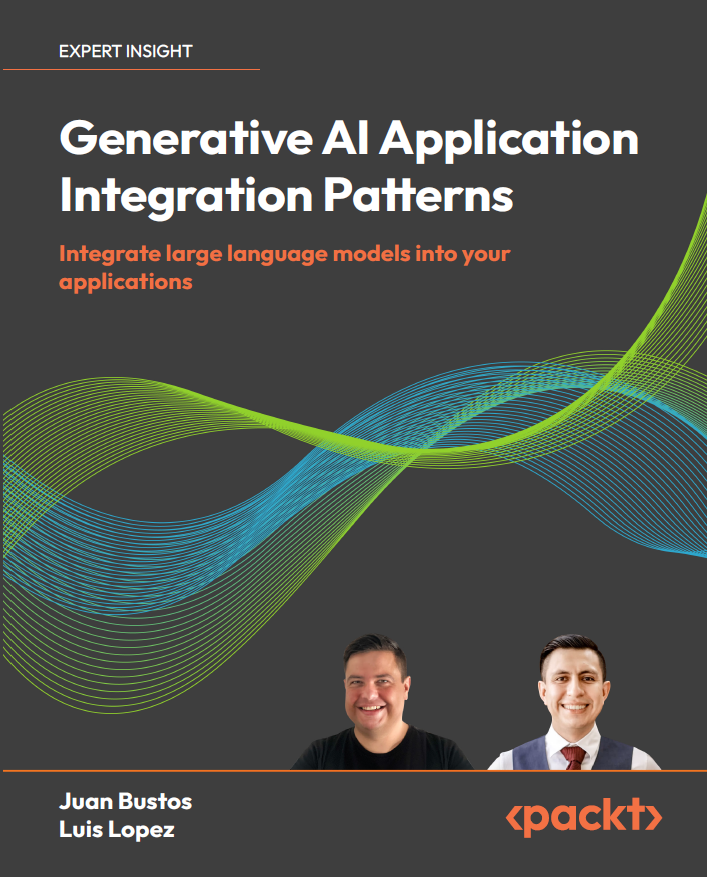 EXPERT INSIGHT
Generative AI Application
Integration Patterns
Integrate large language models into your
applications
Juan Bustos
Luis Lopez
<packt>